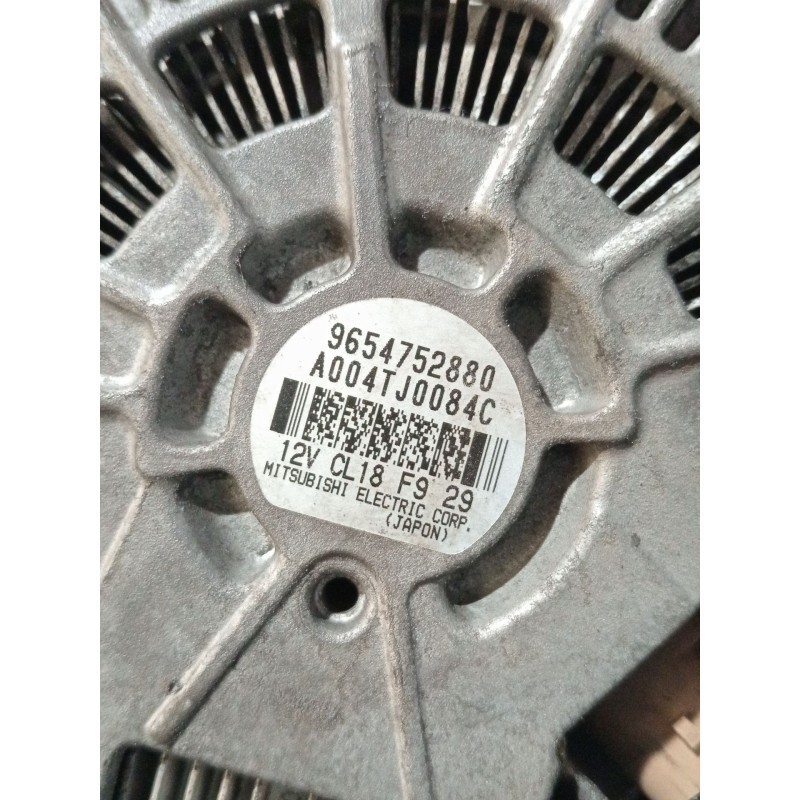 9654752880
A004TJ0084C
12V CL18 F9 29
MITSUBISHI ELECTRIC CORP.
(JAPON)